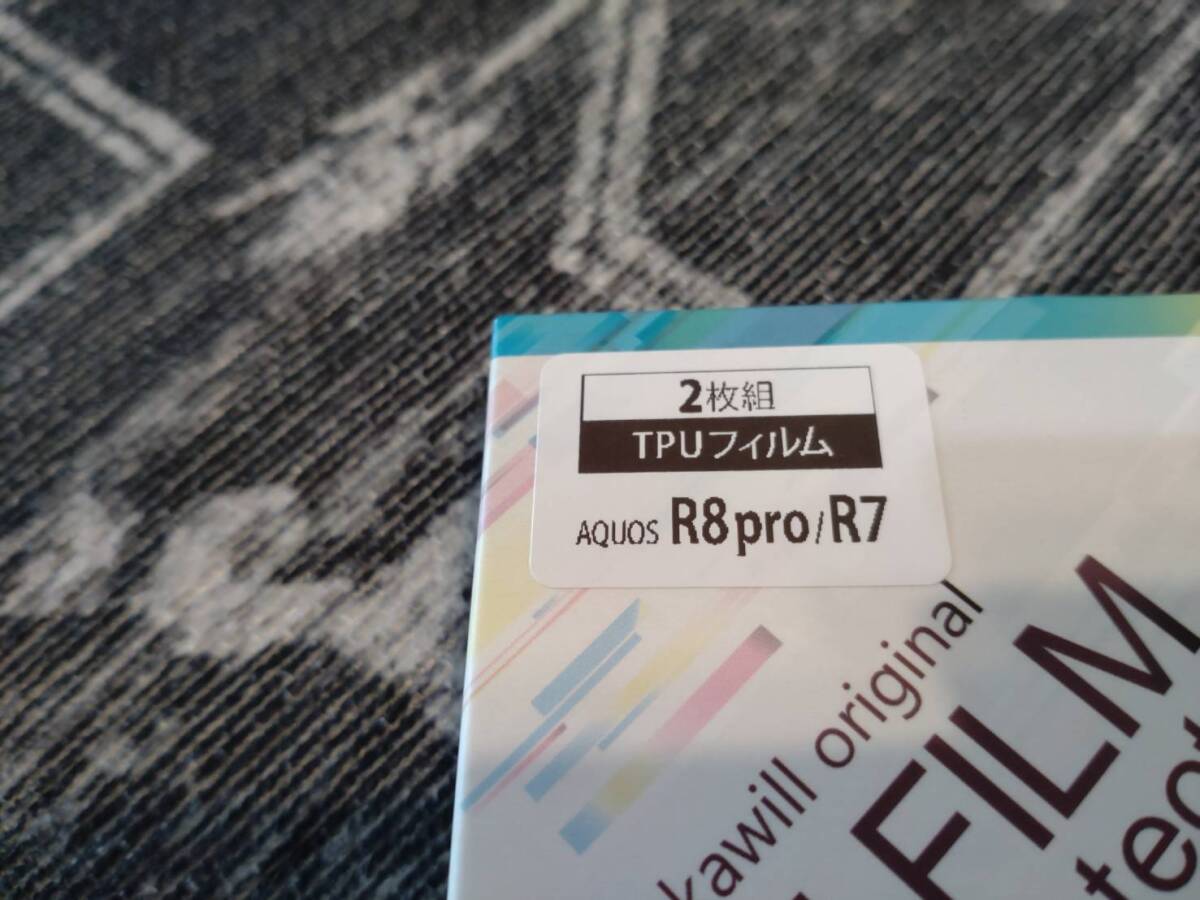 2枚組
TPUフィルム
AQUOS R8pro/R7
kawill original
FILM